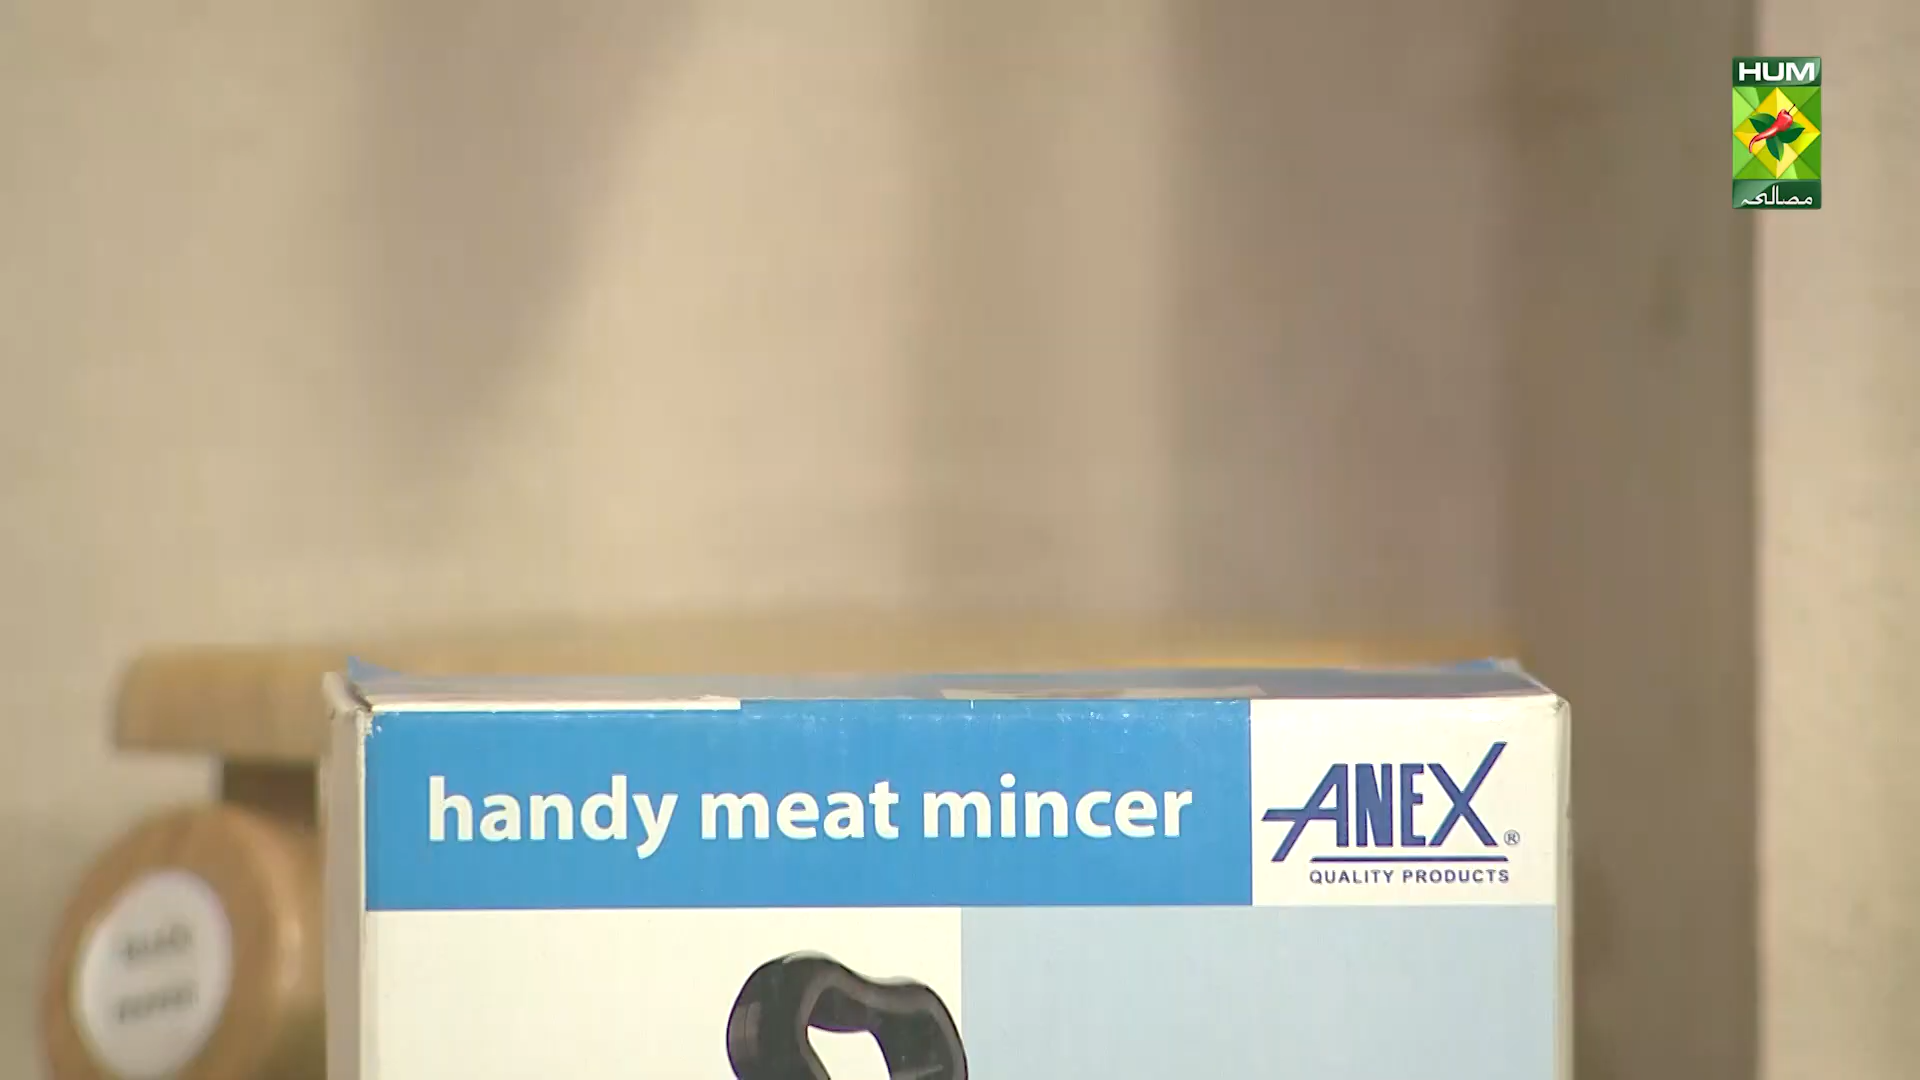 HUM
مصالحہ
handy meat mincer
ANEX®
QUALITY PRODUCTS